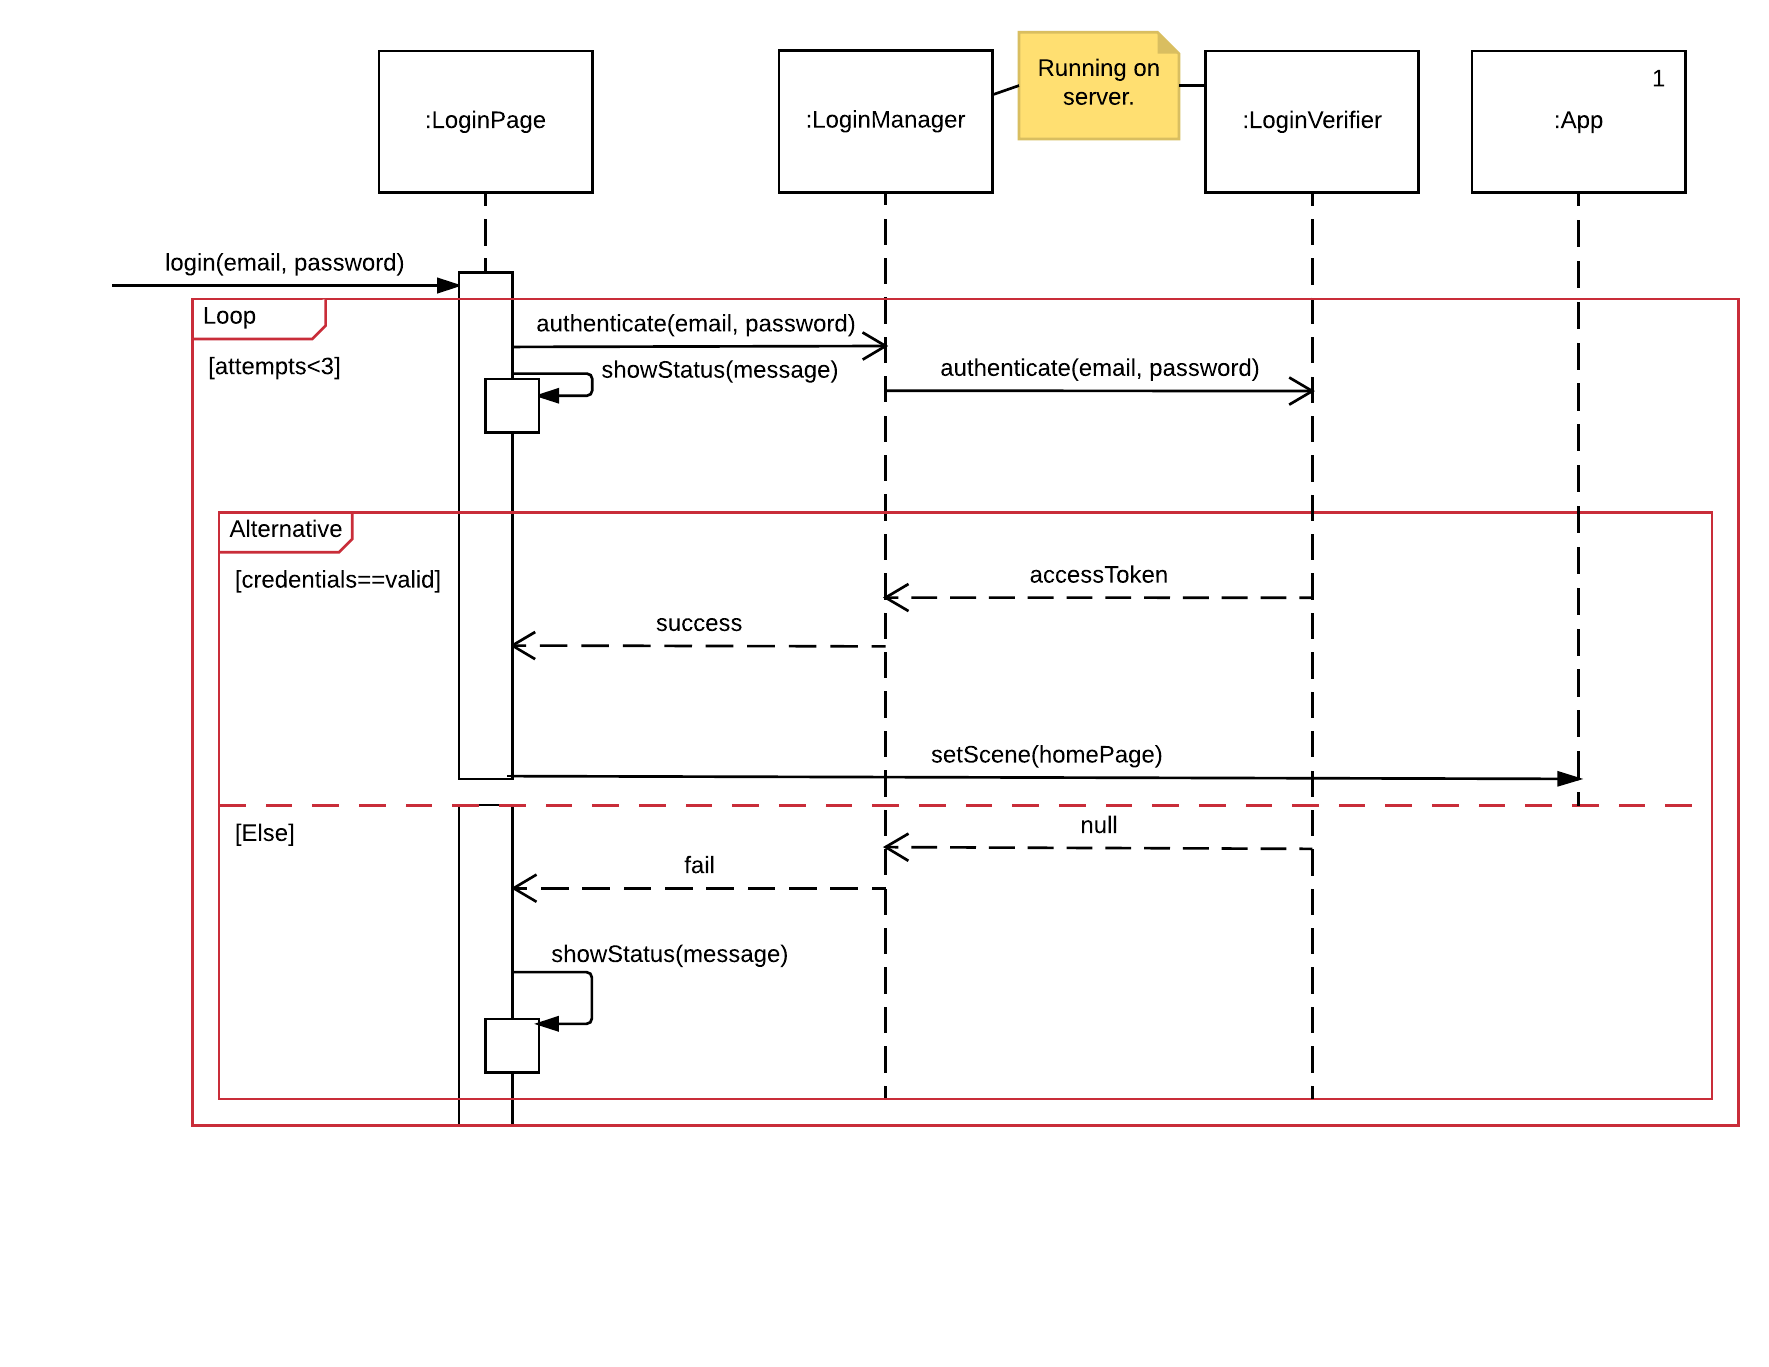 :LoginPage
:LoginManager
Running on
server.
:LoginVerifier
1
:App
login(email, password)
Loop
[attempts<3]
authenticate(email, password)
showStatus(message)
authenticate(email, password)
Alternative
[credentials==valid]
accessToken
success
setScene(homePage)
[Else]
null
fail
showStatus(message)